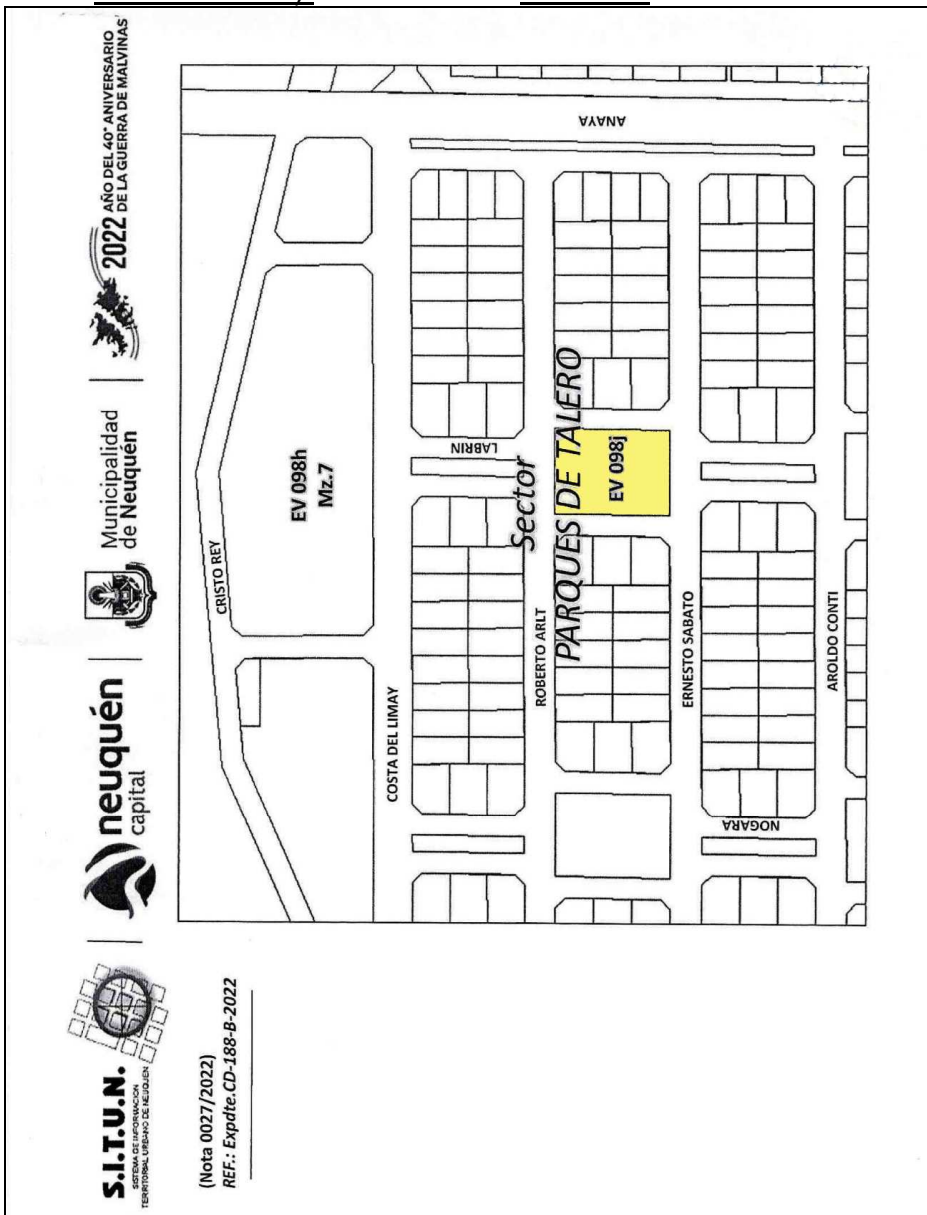 S.I.T.U.N.
SISTEMA DE INFORMACION
TERRITORIAL URBANO DE NEUQUÉN
neuquén
capital
Municipalidad
de Neuquén
2022 AÑO DEL 40° ANIVERSARIO
DE LA GUERRA DE MALVINAS
(Nota 0027/2022)
REF.: Expdte.CD-188-B-2022
CRISTO REY
EV 098h
Mz.7
COSTA DEL LIMAY
LABRIN
ANAYA
Sector
ROBERTO ARLT
PARQUES DE TALERO
EV 098j
ERNESTO SABATO
NOGARA
AROLDO CONTI